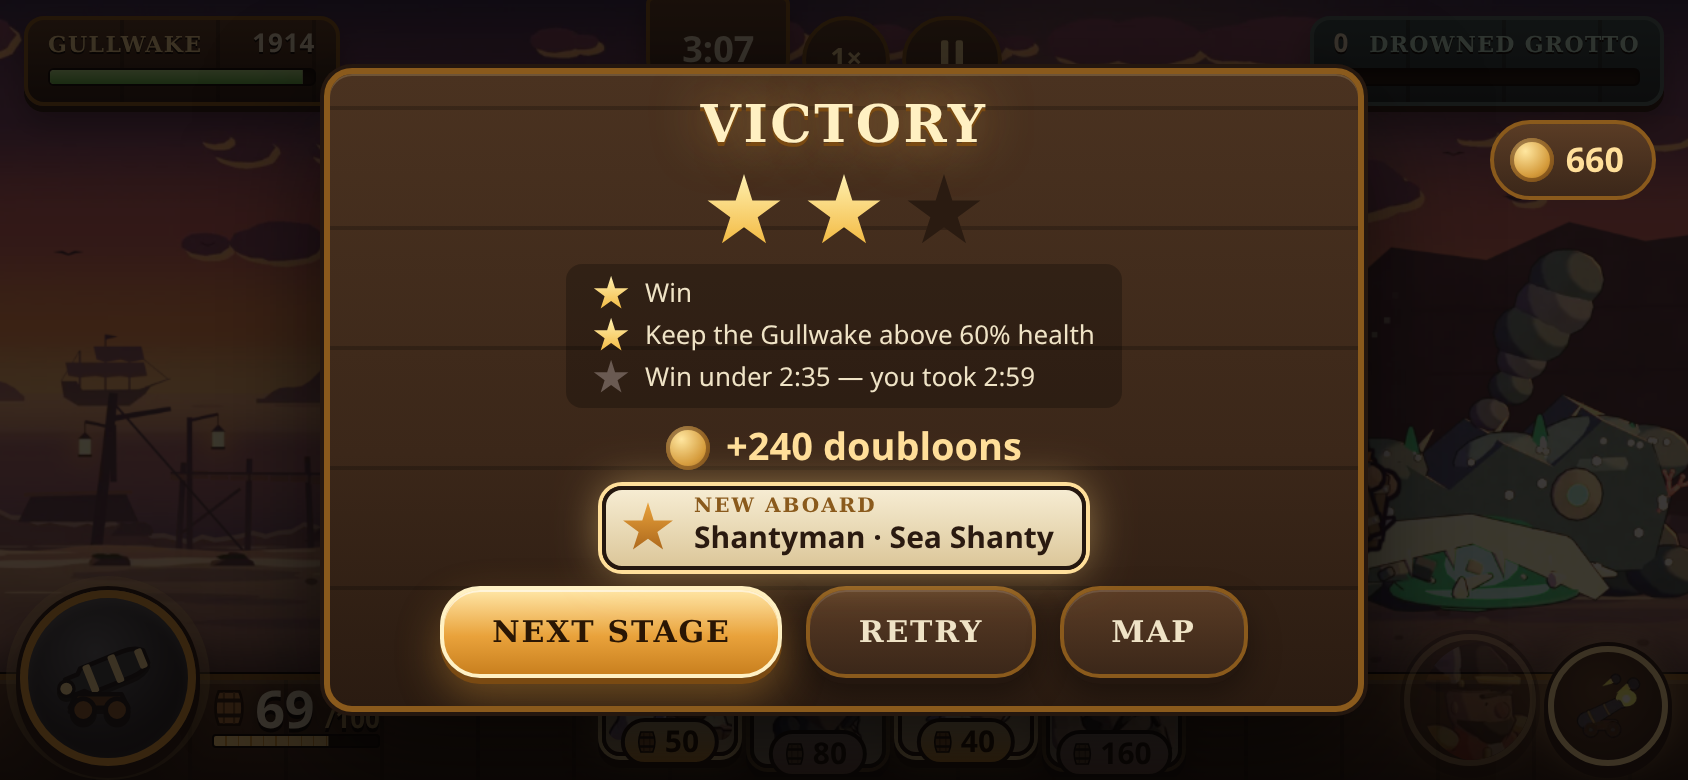 GULLWAKE 1914
3:07
1×
0 DROWNED GROTTO
660
VICTORY
Win
Keep the Gullwake above 60% health
Win under 2:35 — you took 2:59
+240 doubloons
NEW ABOARD
Shantyman · Sea Shanty
NEXT STAGE
RETRY
MAP
69 /100
50
80
40
160